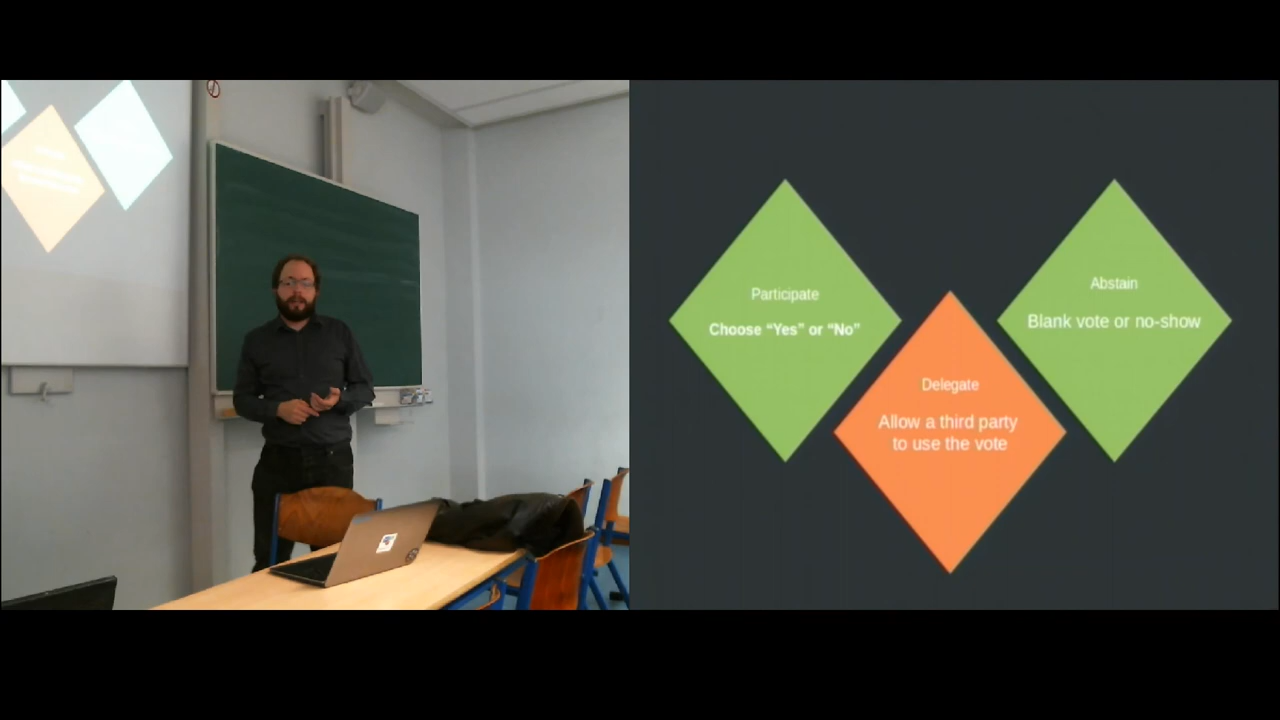 Participate
Choose “Yes” or “No”
Delegate
Allow a third party
to use the vote
Abstain
Blank vote or no-show